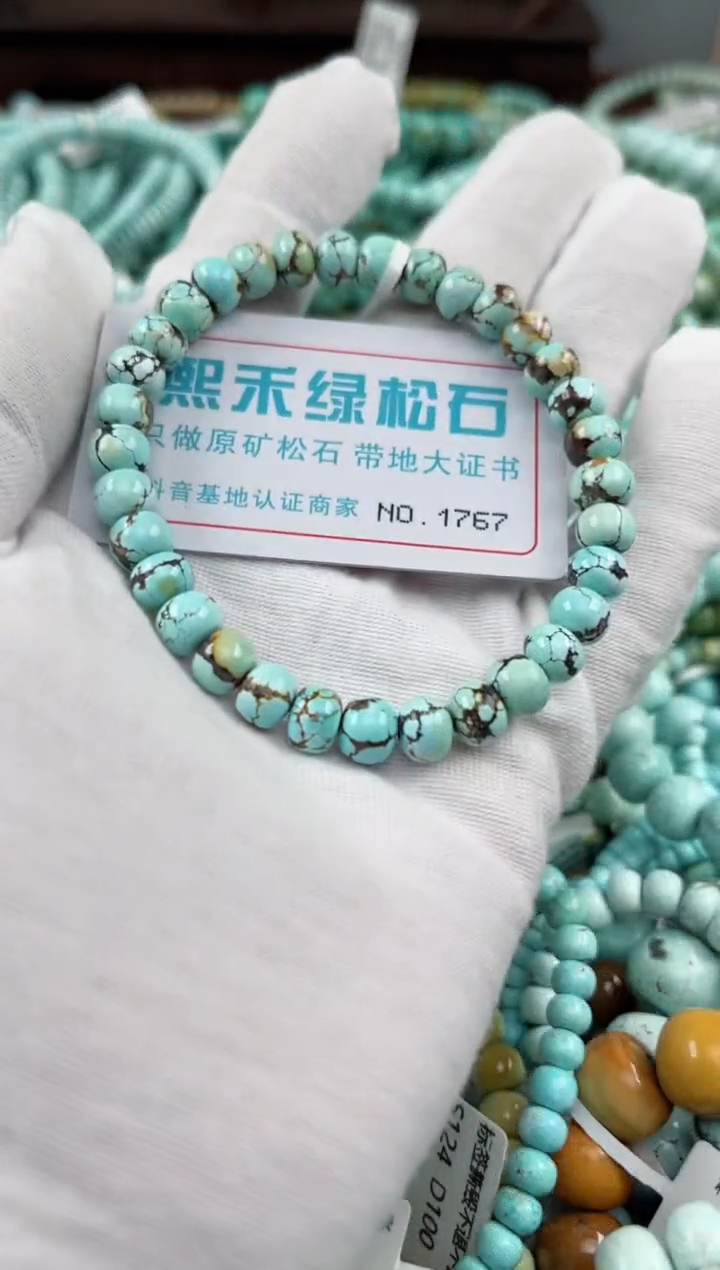 熙禾绿松石
只做原矿松石 带地大证书
抖音基地认证商家 NO.1767
S124 D100